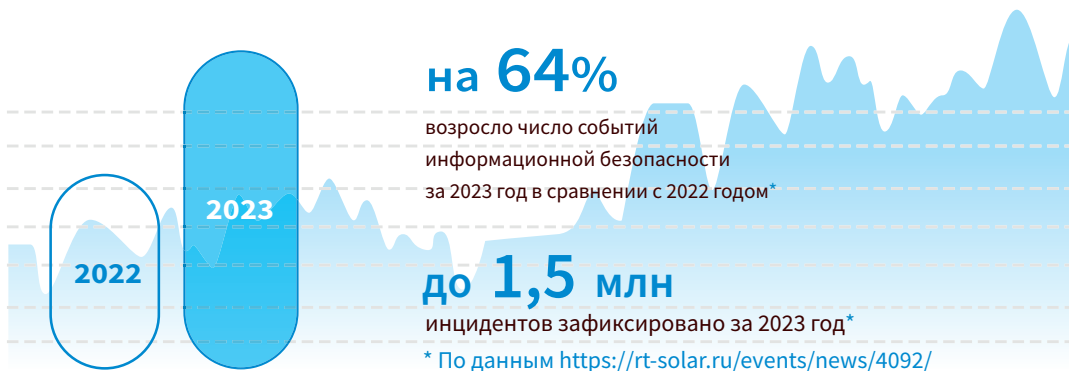 на 64%
возросло число событий
информационной безопасности
за 2023 год в сравнении с 2022 годом*
2023
2022
до 1,5 млн
инцидентов зафиксировано за 2023 год*
* По данным https://rt-solar.ru/events/news/4092/